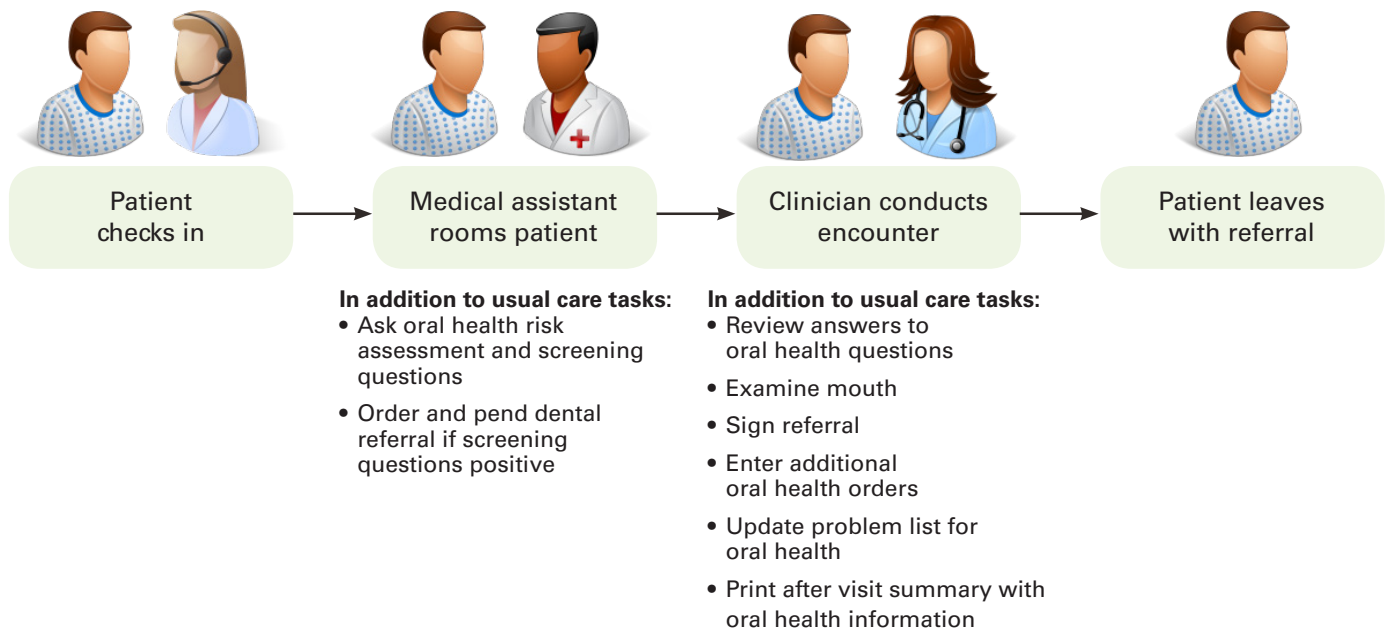 Patient
checks in
Medical assistant
rooms patient
Clinician conducts
encounter
Patient leaves
with referral
In addition to usual care tasks:
• Ask oral health risk
assessment and screening
questions
• Order and pend dental
referral if screening
questions positive
In addition to usual care tasks:
• Review answers to
oral health questions
• Examine mouth
• Sign referral
• Enter additional
oral health orders
• Update problem list for
oral health
• Print after visit summary with
oral health information